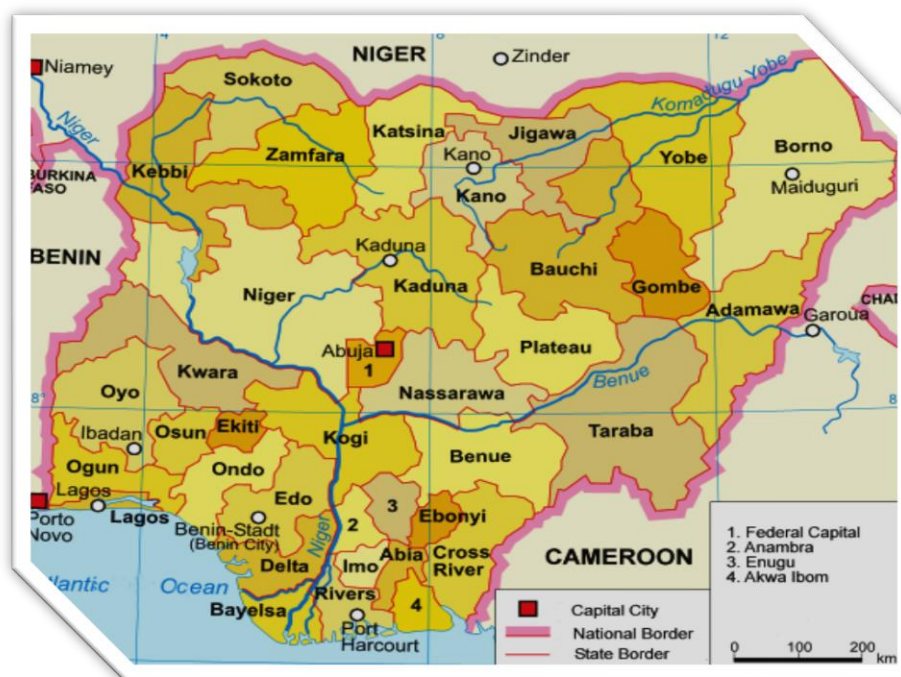 4
8
12
NIGER
Zinder
Niamey
Sokoto
Komadugu Yobe
Niger
Katsina
Jigawa
Zamfara
Kano
Yobe
Borno
Kebbi
BURKINA
FASO
Kano
Maiduguri
Kaduna
BENIN
Bauchi
Niger
Kaduna
Gombe
CHAD
Adamawa
Garoua
Abuja
1
Plateau
Kwara
Benue
Oyo
Nassarawa
8°
8
Ibadan
Osun
Ekiti
Kogi
Taraba
Benue
Ogun
Ondo
Lagos
Edo
3
Porto
Novo
Lagos
2
Ebonyi
Benin-Stadt
(Benin City)
Niger
Abia
Cross
River
CAMEROON
Delta
Imo
Atlantic
Ocean
Rivers
Bayelsa
4
Port
Harcourt
1. Federal Capital
2. Anambra
3. Enugu
4. Akwa Ibom
Capital City
National Border
State Border
0 100 200
km